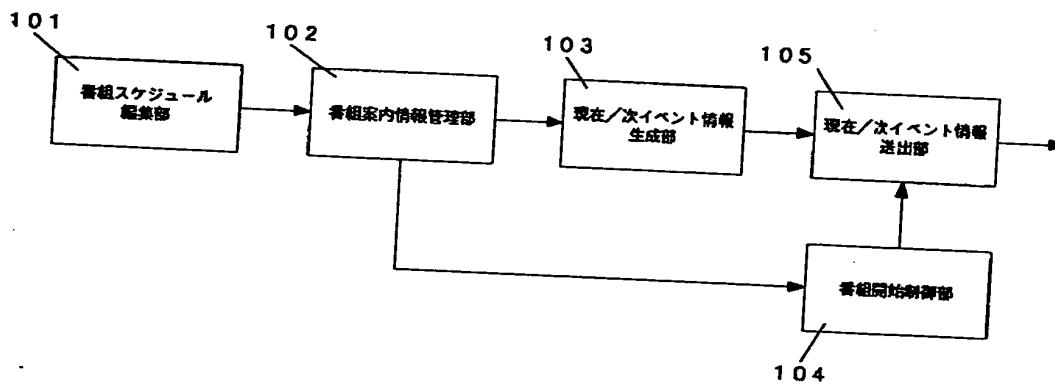 101
番組スケジュール
編集部
102
番組案内情報管理部
103
現在/次イベント情報
生成部
105
現在/次イベント情報
送出部
番組開始制御部
104